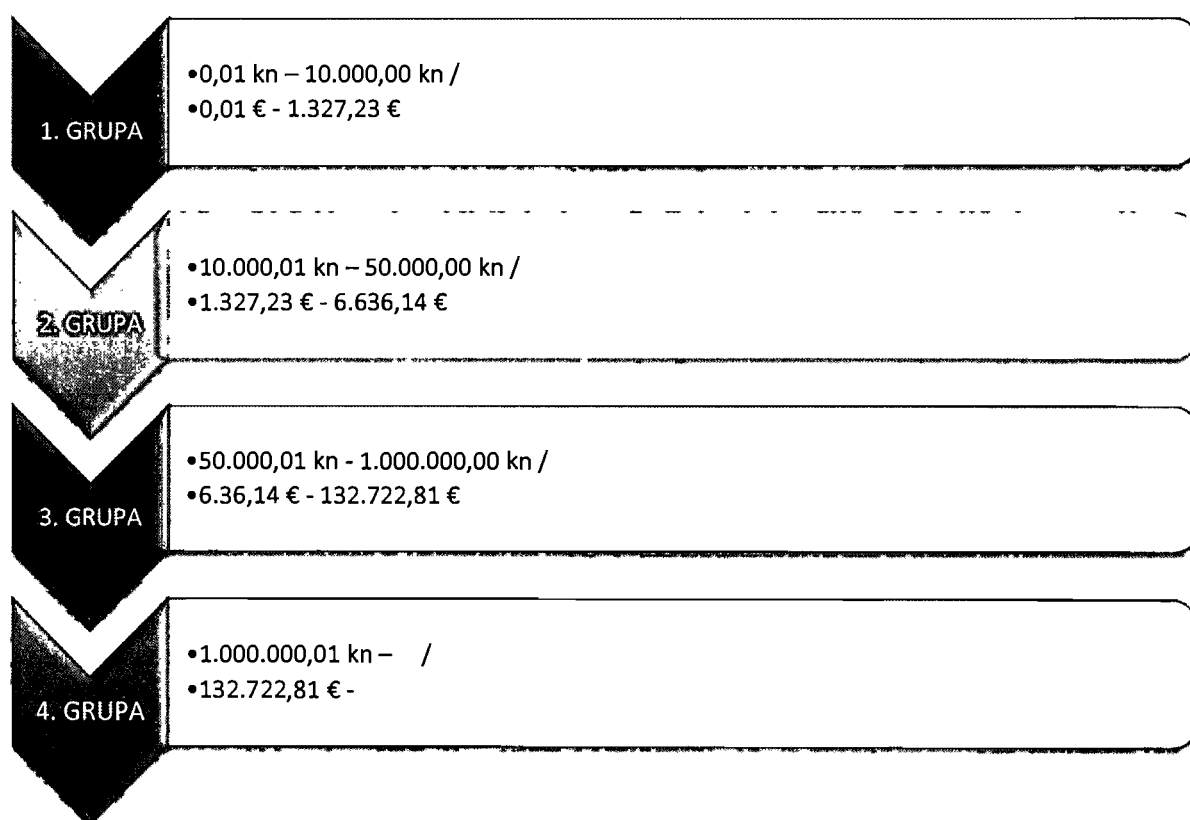 1. GRUPA
•0,01 kn – 10.000,00 kn /
•0,01 € - 1.327,23 €
2. GRUPA
•10.000,01 kn – 50.000,00 kn /
•1.327,23 € - 6.636,14 €
3. GRUPA
•50.000,01 kn - 1.000.000,00 kn /
•6.36,14 € - 132.722,81 €
4. GRUPA
•1.000.000,01 kn – /
•132.722,81 € -